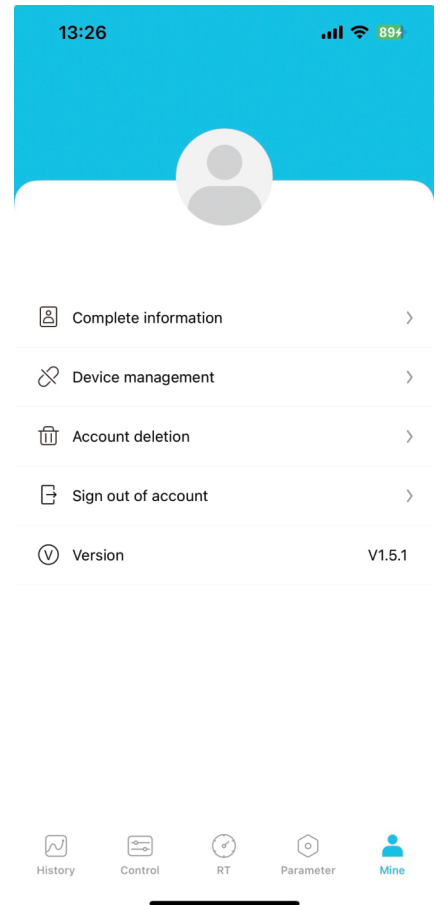 13:26 89
Complete information
Device management
Account deletion
Sign out of account
V Version V1.5.1
History Control RT Parameter Mine